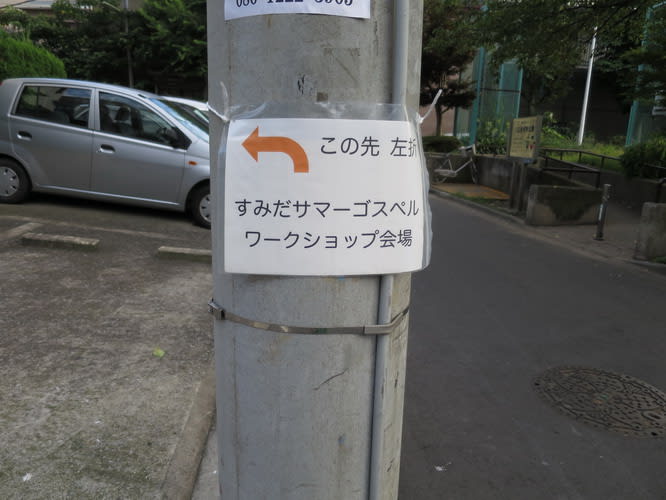 この先 左折
すみだサマーゴスペル
ワークショップ会場